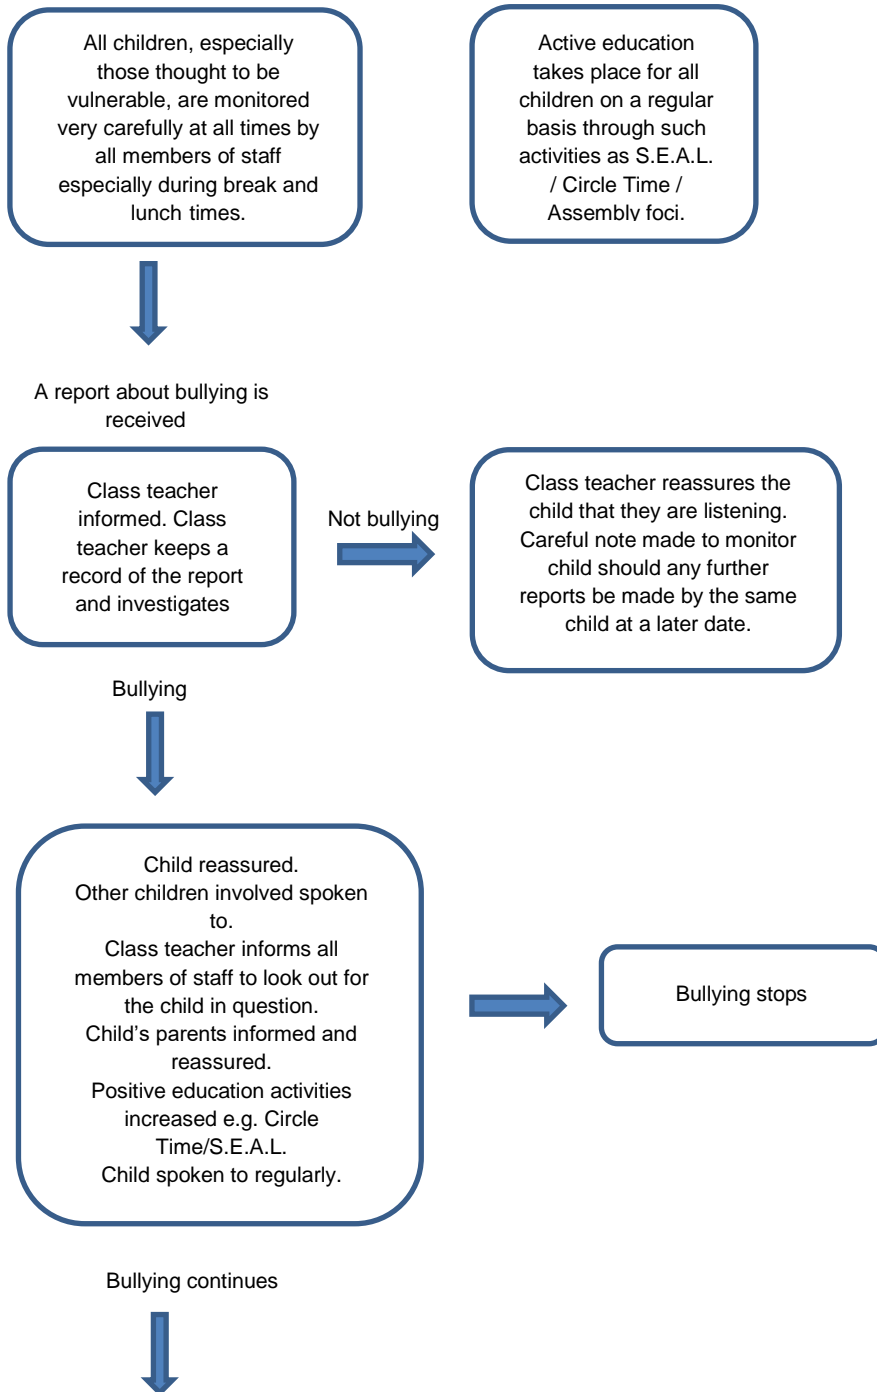 All children, especially
those thought to be
vulnerable, are monitored
very carefully at all times by
all members of staff
especially during break and
lunch times.
Active education
takes place for all
children on a regular
basis through such
activities as S.E.A.L.
/ Circle Time /
Assembly foci.
A report about bullying is
received
Class teacher
informed. Class
teacher keeps a
record of the report
and investigates
Not bullying
Class teacher reassures the
child that they are listening.
Careful note made to monitor
child should any further
reports be made by the same
child at a later date.
Bullying
Child reassured.
Other children involved spoken
to.
Class teacher informs all
members of staff to look out for
the child in question.
Child’s parents informed and
reassured.
Positive education activities
increased e.g. Circle
Time/S.E.A.L.
Child spoken to regularly.
Bullying stops
Bullying continues